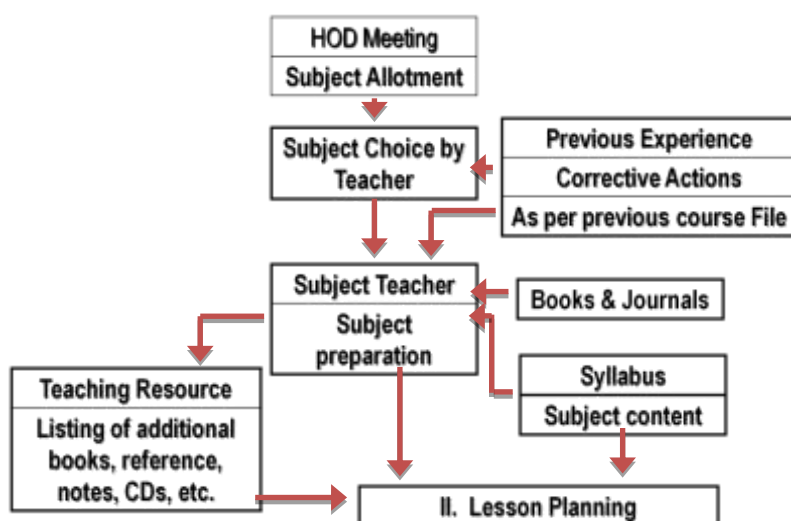 HOD Meeting
Subject Allotment
Subject Choice by
Teacher
Previous Experience
Corrective Actions
As per previous course File
Subject Teacher
Subject
preparation
Books & Journals
Syllabus
Subject content
Teaching Resource
Listing of additional
books, reference,
notes, CDs, etc.
II. Lesson Planning